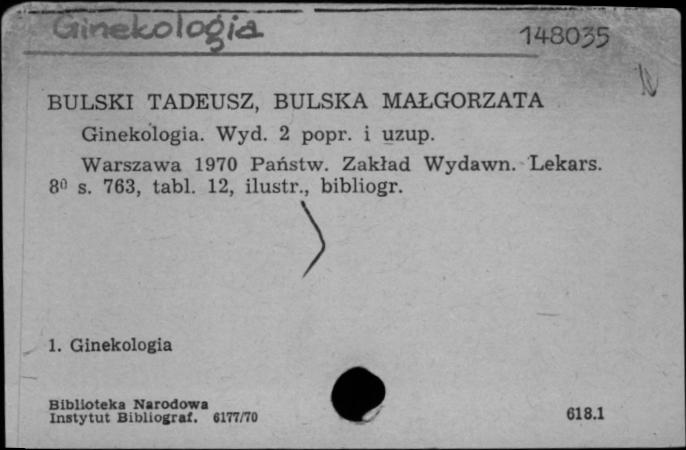 Ginekologia
148035
BULSKI TADEUSZ, BULSKA MAŁGORZATA
Ginekologia. Wyd. 2 popr. i uzup.
Warszawa 1970 Państw. Zakład Wydawn. Lekars.
8⁰ s. 763, tabl. 12, ilustr., bibliogr.
1. Ginekologia
Biblioteka Narodowa
Instytut Bibliograf. 6177/70
618.1